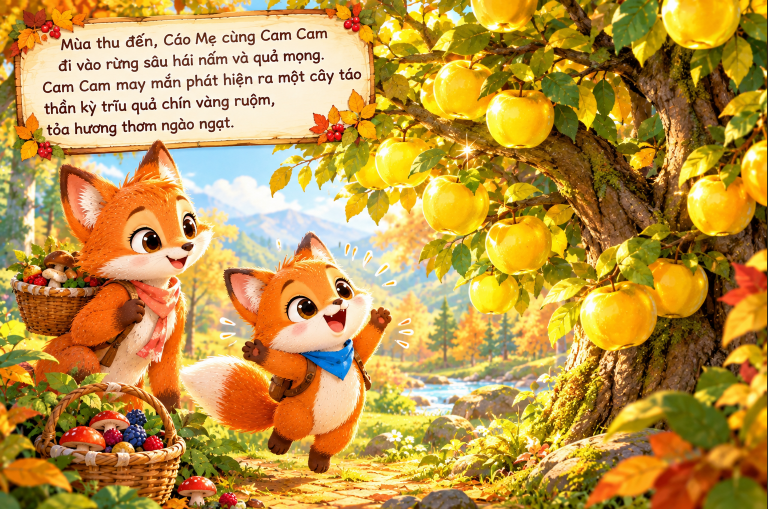 Mùa thu đến, Cáo Mẹ cùng Cam Cam
đi vào rừng sâu hái nấm và quả mọng.
Cam Cam may mắn phát hiện ra một cây táo
thần kỳ trĩu quả chín vàng ruộm,
tỏa hương thơm ngào ngạt.